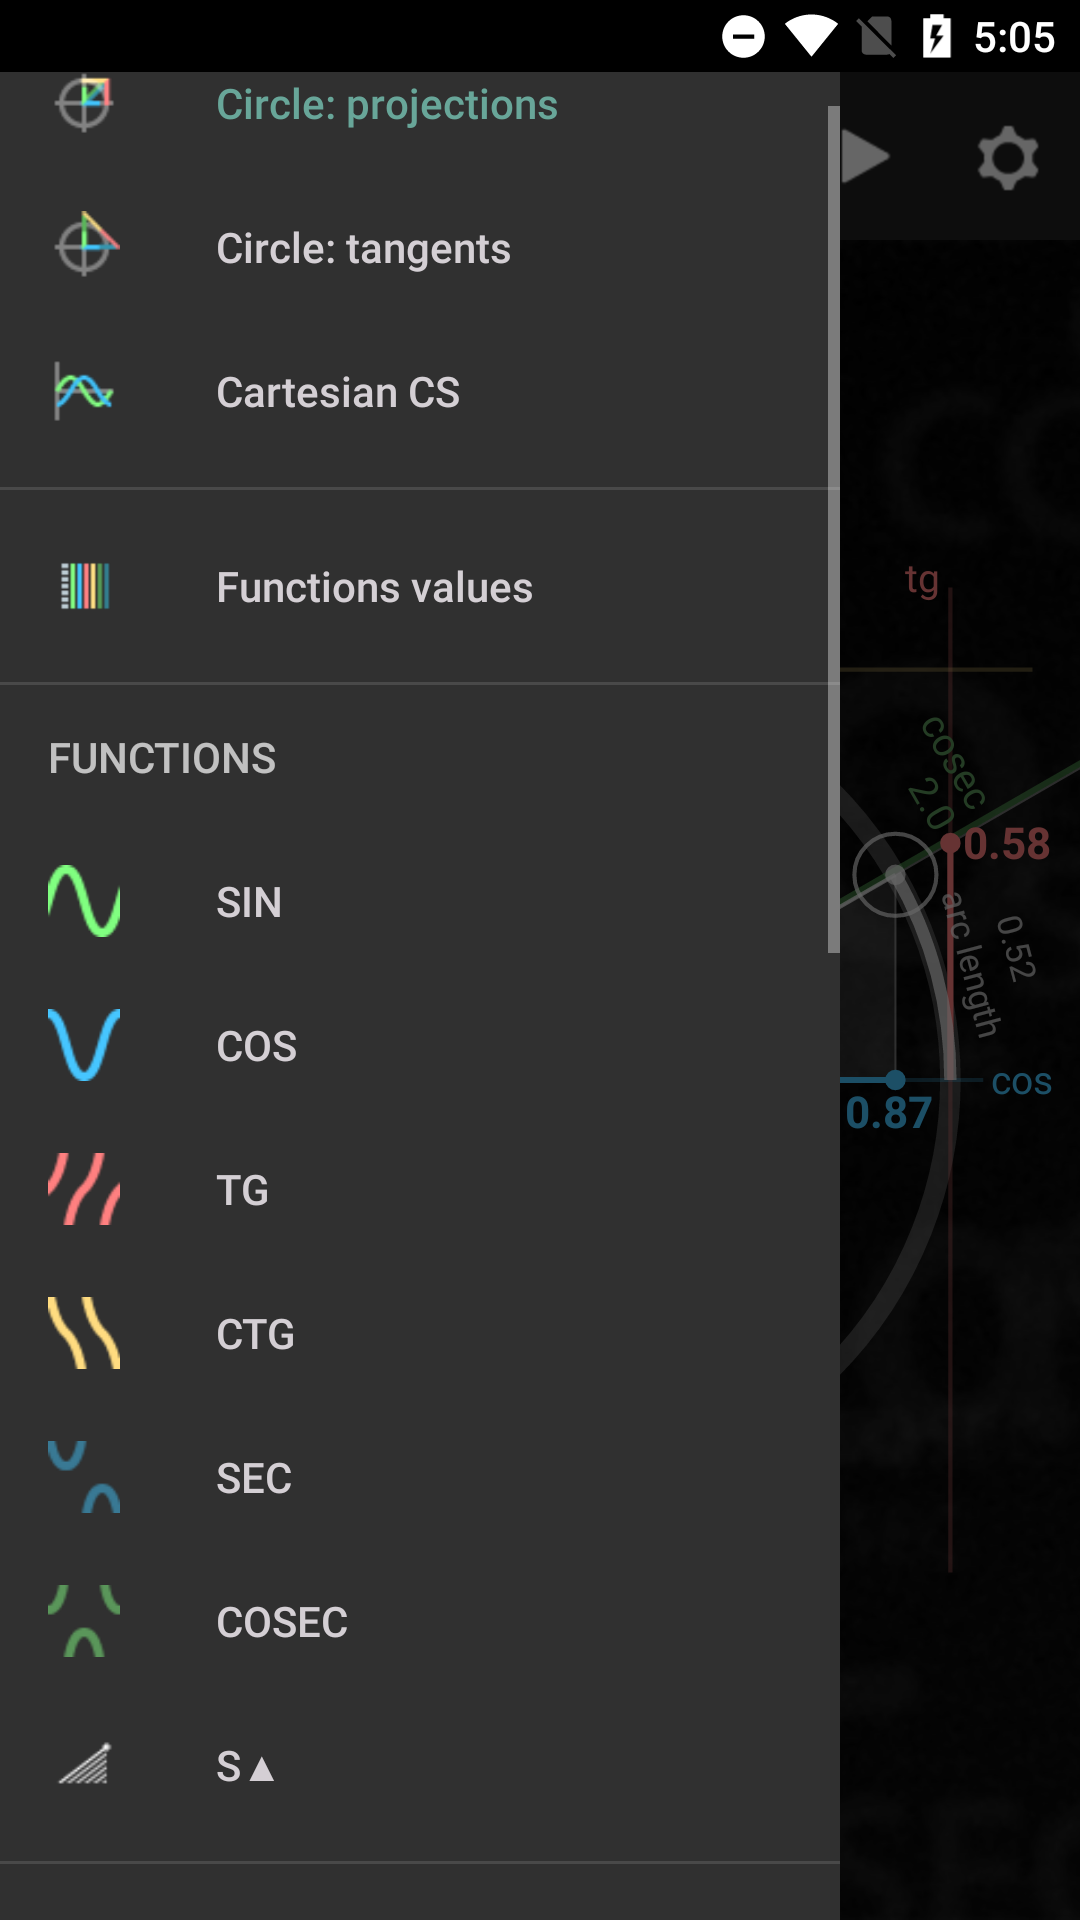 5:05
Circle: projections
Circle: tangents
Cartesian CS
Functions values
FUNCTIONS
SIN
COS
TG
CTG
SEC
COSEC
S▲
tg
cosec
2.0
0.58
arc length
0.52
cos
0.87